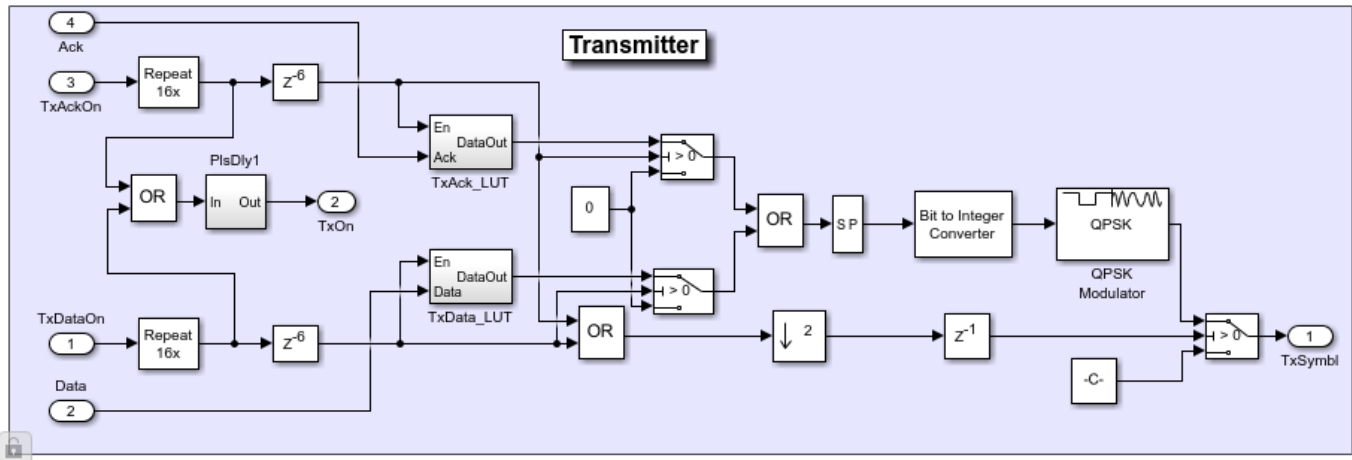 Transmitter
4
Ack
3
TxAckOn
Repeat
16x
Z-6
En
DataOut
Ack
TxAck_LUT
> 0
PlsDly1
OR
In Out
2
TxOn
0
OR
S P
Bit to Integer
Converter
QPSK
QPSK
Modulator
En
DataOut
Data
TxData_LUT
> 0
TxDataOn
1
Repeat
16x
Z-6
OR
2
Z-1
> 0
1
TxSymbl
-C-
Data
2